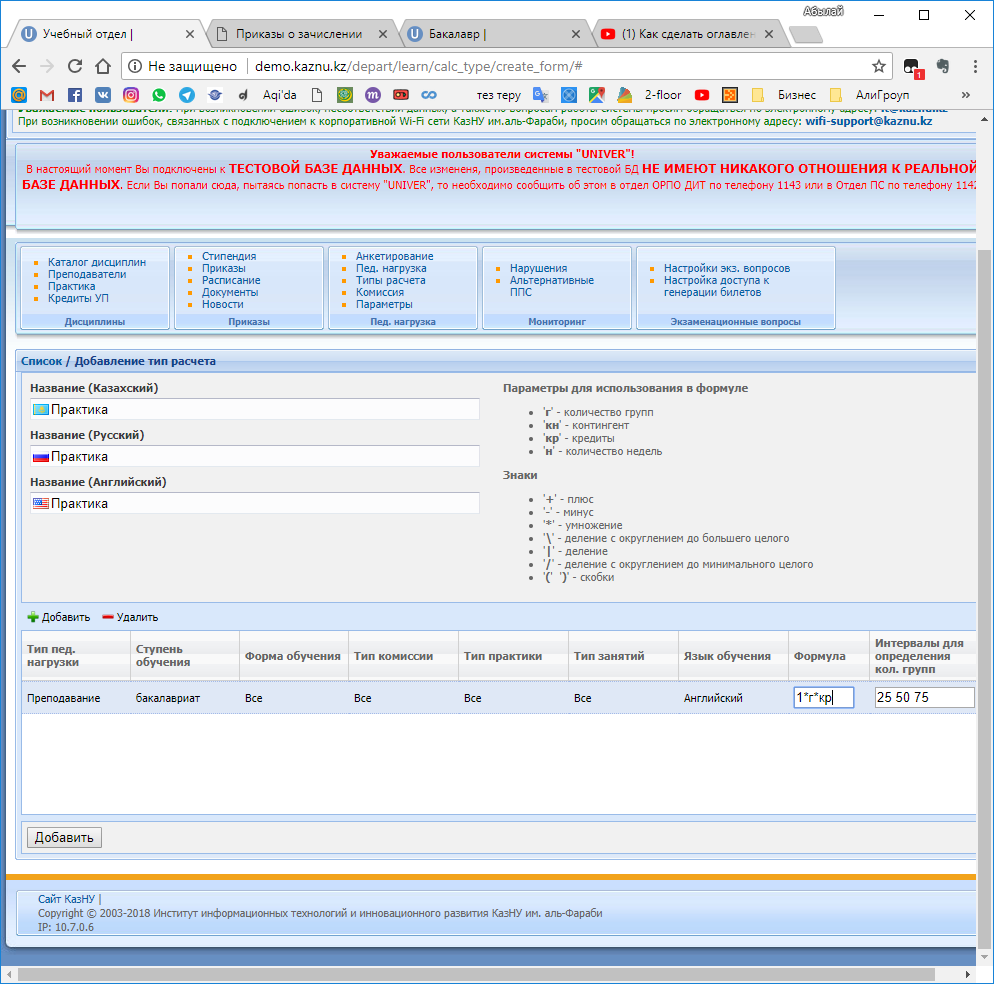 Абылай
Учебный отдел |
Приказы о зачислении
Бакалавр |
(1) Как сделать оглавлен
Не защищено
demo.kaznu.kz/depart/learn/calc_type/create_form/#
1
Aqi'da
тез теру
2-floor
Бизнес
АлиГроуп
»
При возникновении ошибок, связанных с подключением к корпоративной Wi-Fi сети КазНУ им.аль-Фараби, просим обращаться по электронному адресу: wifi-support@kaznu.kz
Уважаемые пользователи системы "UNIVER"!
В настоящий момент Вы подключены к ТЕСТОВОЙ БАЗЕ ДАННЫХ. Все изменеия, произведенные в тестовой БД НЕ ИМЕЮТ НИКАКОГО ОТНОШЕНИЯ К РЕАЛЬНОЙ
БАЗЕ ДАННЫХ. Если Вы попали сюда, пытаясь попасть в систему "UNIVER", то необходимо сообщить об этом в отдел ОРПО ДИТ по телефону 1143 или в Отдел ПС по телефону 1142
Каталог дисциплин
Преподаватели
Практика
Кредиты УП
Дисциплины
Стипендия
Приказы
Расписание
Документы
Новости
Приказы
Анкетирование
Пед. нагрузка
Типы расчета
Комиссия
Параметры
Пед. нагрузка
Нарушения
Альтернативные
ППС
Мониторинг
Настройки экз. вопросов
Настройка доступа к
генерации билетов
Экзаменационные вопросы
Список / Добавление тип расчета
Название (Казахский)
Практика
Название (Русский)
Практика
Название (Английский)
Практика
Параметры для использования в формуле
'г' - количество групп
'кн' - контингент
'кр' - кредиты
'н' - количество недель
Знаки
'+' - плюс
'-' - минус
'*' - умножение
'\' - деление с округлением до большего целого
'|' - деление
'/' - деление с округлением до минимального целого
'(' ')' - скобки
Добавить Удалить
Тип пед. нагрузки
Ступень обучения
Форма обучения
Тип комиссии
Тип практики
Тип занятий
Язык обучения
Формула
Интервалы для определения кол. групп
Преподавание бакалавриат Все Все Все Все Английский 1*г*кр 25 50 75
Добавить
Сайт КазНУ |
Copyright © 2003-2018 Институт информационных технологий и инновационного развития КазНУ им. аль-Фараби
IP: 10.7.0.6